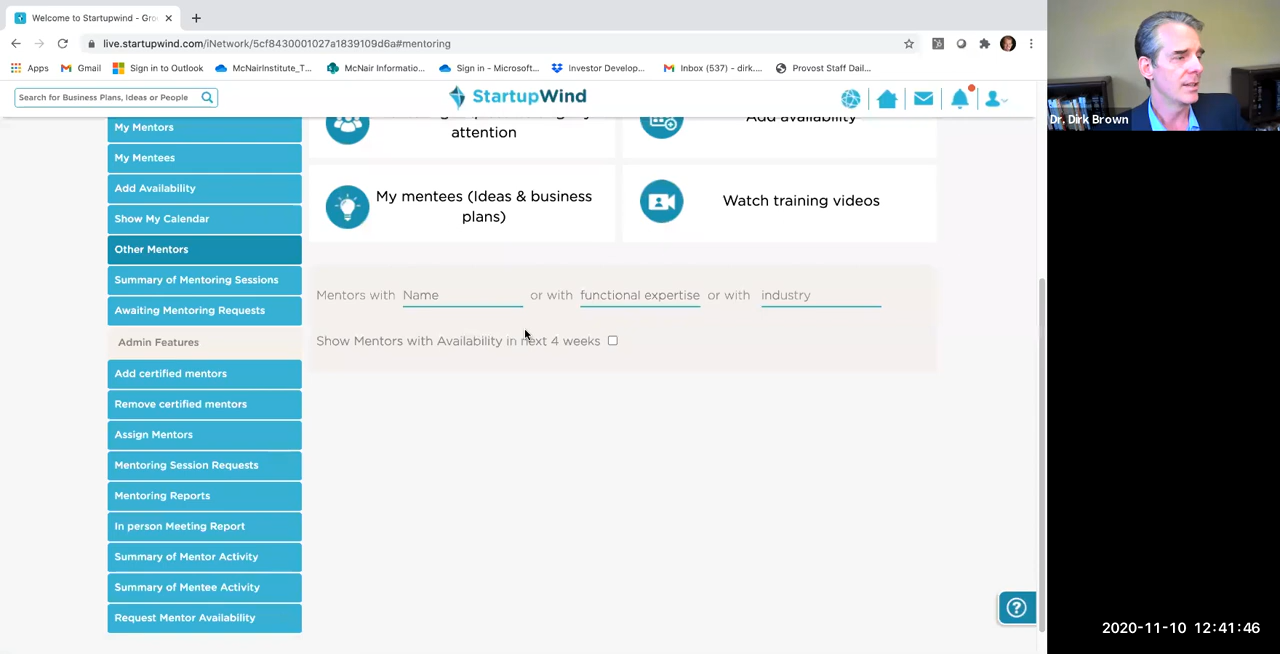 Welcome to Startupwind - Gro
live.startupwind.com/iNetwork/5cf8430001027a1839109d6a#mentoring
Apps Gmail Sign in to Outlook McNairInstitute_T... McNair Informatio... Sign in - Microsoft... Investor Develop... Inbox (537) - dirk.... Provost Staff Dail...
Search for Business Plans, Ideas or People
StartupWind
Dr. Dirk Brown
My Mentors
My Mentees
Add Availability
Show My Calendar
Other Mentors
Summary of Mentoring Sessions
Awaiting Mentoring Requests
Admin Features
Add certified mentors
Remove certified mentors
Assign Mentors
Mentoring Session Requests
Mentoring Reports
In person Meeting Report
Summary of Mentor Activity
Summary of Mentee Activity
Request Mentor Availability
attention
Add availability
My mentees (Ideas & business
plans)
Watch training videos
Mentors with Name or with functional expertise or with industry
Show Mentors with Availability in next 4 weeks
2020-11-10 12:41:46